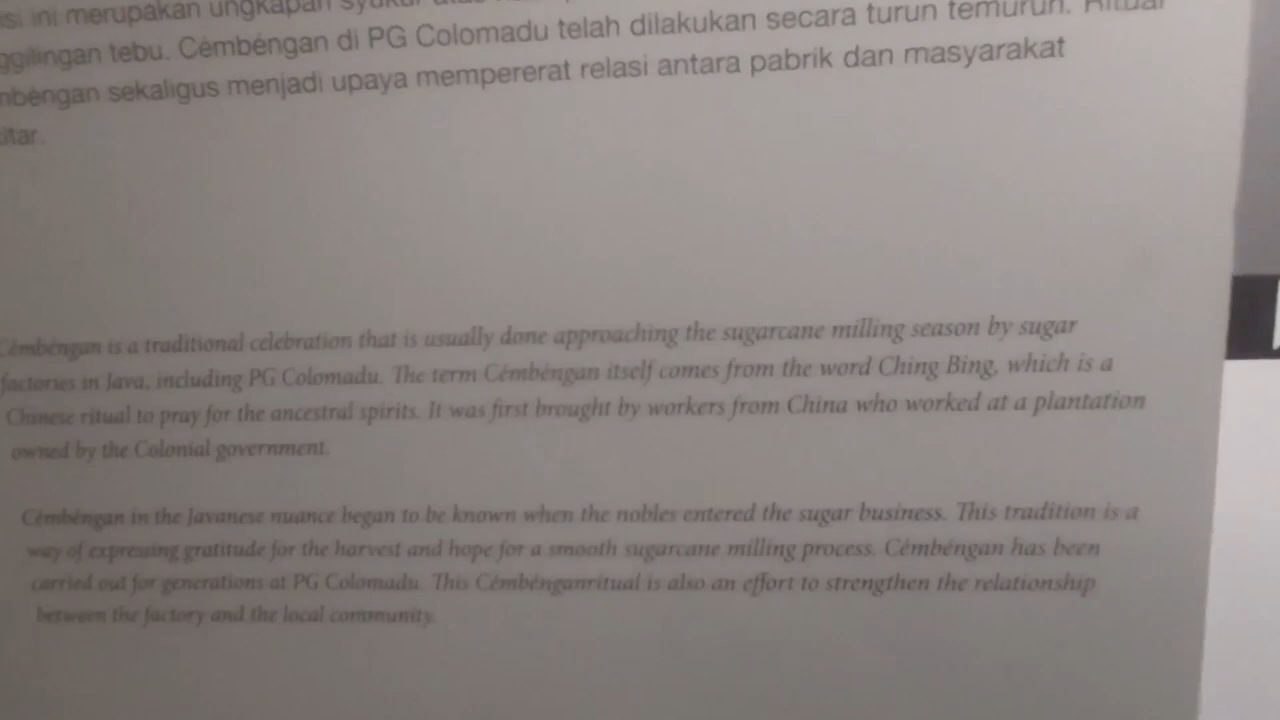 ini merupakan ungkapan syukur
tebu. Cèmbèngan di PG Colomadu telah dilakukan secara turun temurun. Ritual
sekaligus menjadi upaya mempererat relasi antara pabrik dan masyarakat
Cèmbèngan is a traditional celebration that is usually done approaching the sugarcane milling season by sugar
factories in Java, including PG Colomadu. The term Cèmbèngan itself comes from the word Ching Bing, which is a
Chinese ritual to pray for the ancestral spirits. It was first brought by workers from China who worked at a plantation
owned by the Colonial government.
Cèmbèngan in the Javanese nuance began to be known when the nobles entered the sugar business. This tradition is a
way of expressing gratitude for the harvest and hope for a smooth sugarcane milling process. Cèmbèngan has been
carried out for generations at PG Colomadu. This Cèmbènganritual is also an effort to strengthen the relationship
between the factory and the local community.